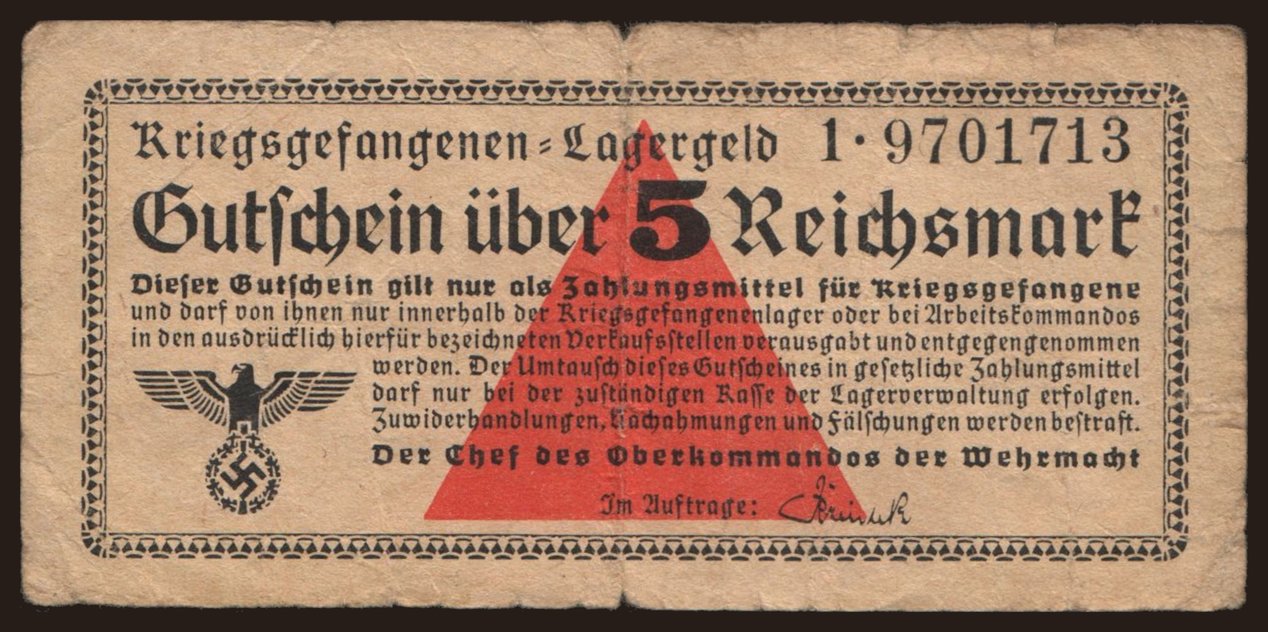 Kriegsgefangenen=Lagergeld 1·9701713
Gutschein über 5 Reichsmark
Dieser Gutschein gilt nur als Zahlungsmittel für Kriegsgefangene
und darf von ihnen nur innerhalb der Kriegsgefangenenlager oder bei Arbeitskommandos
in den ausdrücklich hierfür bezeichneten Verkaufsstellen verausgabt und entgegengenommen
werden. Der Umtausch dieses Gutscheines in gesetzliche Zahlungsmittel
darf nur bei der zuständigen Kasse der Lagerverwaltung erfolgen.
Zuwiderhandlungen, Nachahmungen und Fälschungen werden bestraft.
Der Chef des Oberkommandos der Wehrmacht
Im Auftrage: